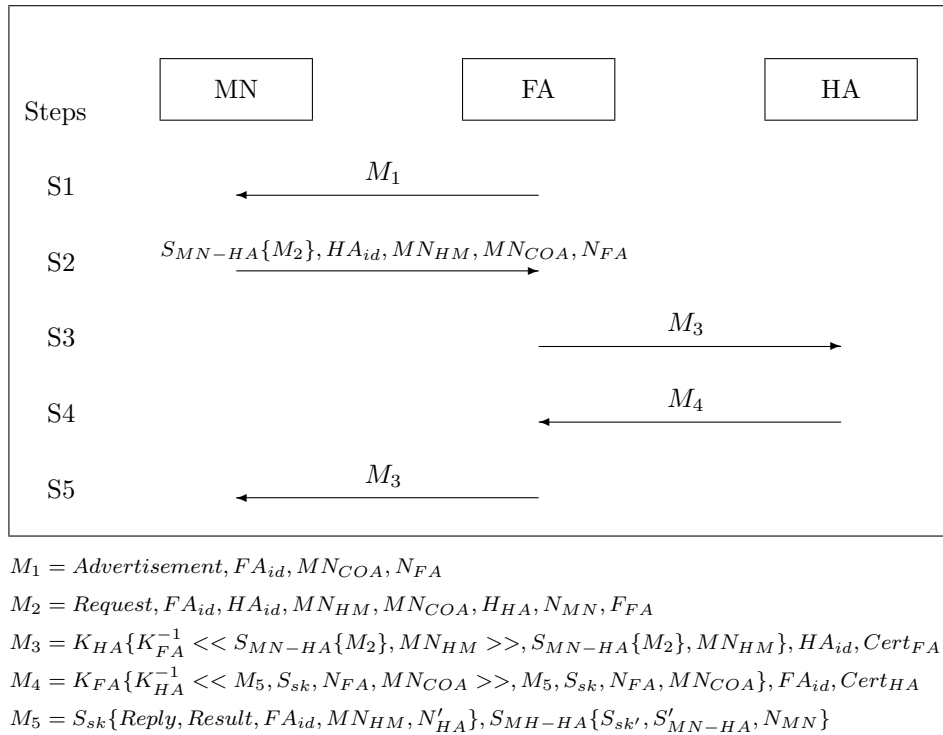 MN FA HA
Steps
S1 M_1
S2 S_{MN-HA}{M_2}, HA_{id}, MN_{HM}, MN_{COA}, N_{FA}
S3 M_3
S4 M_4
S5 M_3
M_1 = Advertisement, FA_{id}, MN_{COA}, N_{FA}
M_2 = Request, FA_{id}, HA_{id}, MN_{HM}, MN_{COA}, H_{HA}, N_{MN}, F_{FA}
M_3 = K_{HA}{K_{FA}^{-1} << S_{MN-HA}{M_2}, MN_{HM} >>, S_{MN-HA}{M_2}, MN_{HM}}, HA_{id}, Cert_{FA}
M_4 = K_{FA}{K_{HA}^{-1} << M_5, S_{sk}, N_{FA}, MN_{COA} >>, M_5, S_{sk}, N_{FA}, MN_{COA}}, FA_{id}, Cert_{HA}
M_5 = S_{sk}{Reply, Result, FA_{id}, MN_{HM}, N'_{HA}}, S_{MH-HA}{S_{sk'}, S'_{MN-HA}, N_{MN}}